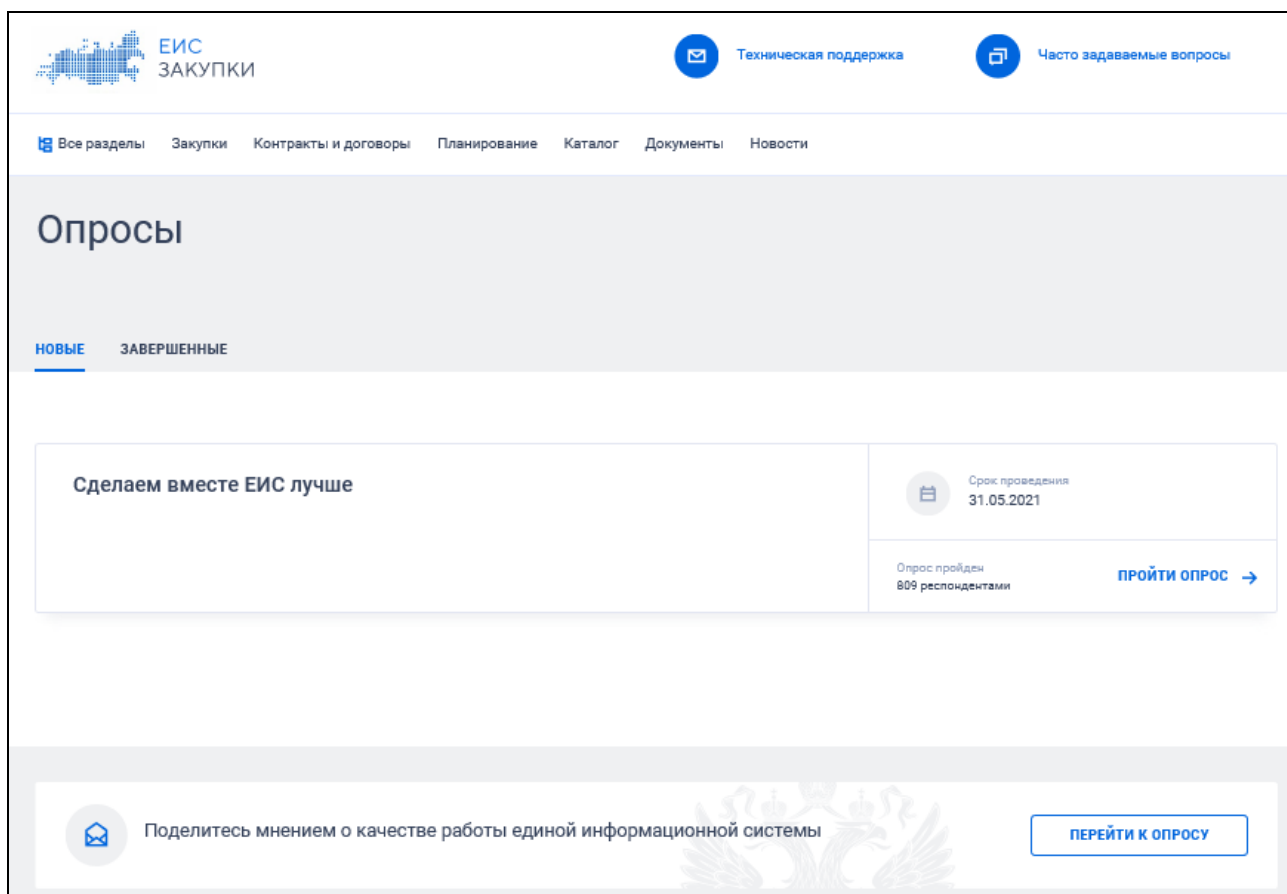 ЕИС
ЗАКУПКИ
Техническая поддержка
Часто задаваемые вопросы
Все разделы Закупки Контракты и договоры Планирование Каталог Документы Новости
Опросы
НОВЫЕ ЗАВЕРШЕННЫЕ
Сделаем вместе ЕИС лучше
Срок проведения
31.05.2021
Опрос пройден
809 респондентами
ПРОЙТИ ОПРОС
Поделитесь мнением о качестве работы единой информационной системы
ПЕРЕЙТИ К ОПРОСУ